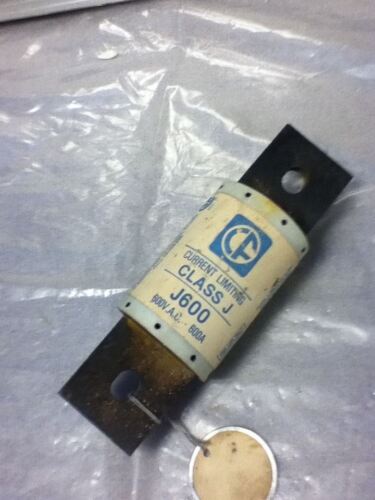 CURRENT LIMITING
CLASS J
J600
600V.A.C. - 600A